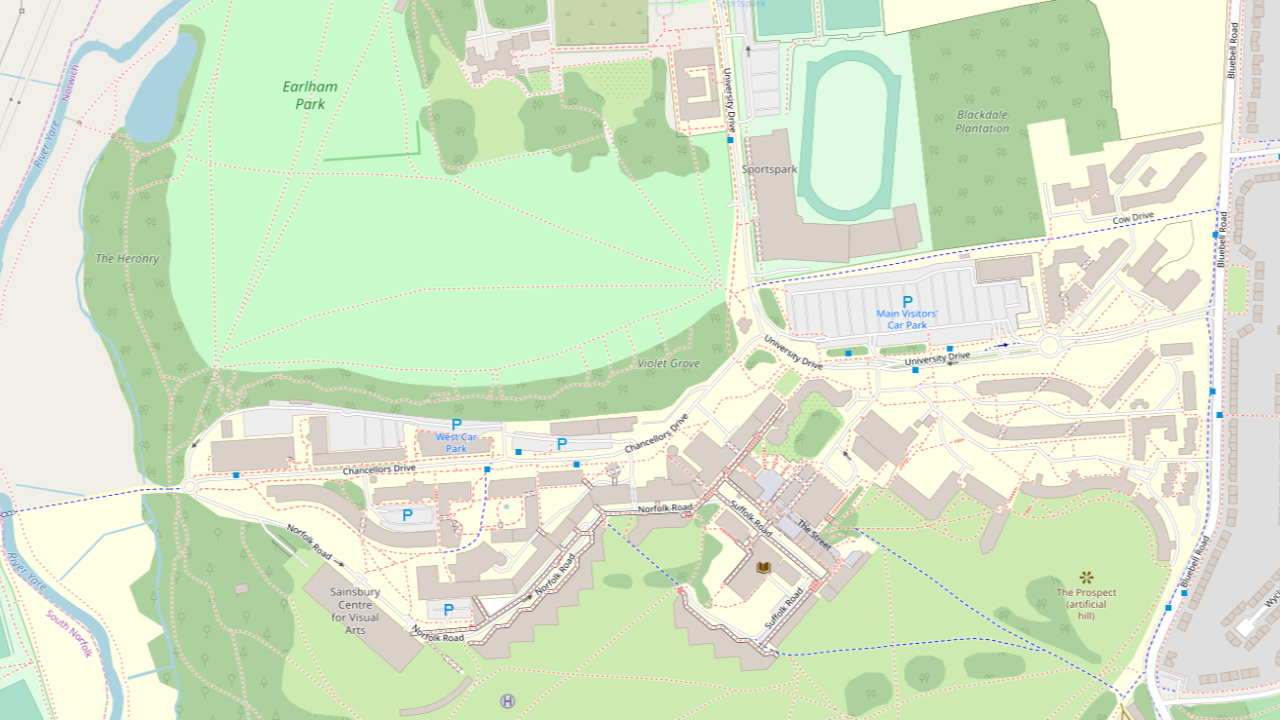 Sportspark
Bluebell Road
Norwich
Earlham
Park
University Drive
Blackdale
Plantation
River Yare
Sportspark
Cow Drive
Bluebell Road
The Heronry
P
Main Visitors'
Car Park
University Drive
University Drive
Violet Grove
P
West Car
Park
P
Chancellors Drive
Chancellors Drive
P
Norfolk Road
Suffolk Road
The Street
Norfolk Road
Norfolk Road
River Yare
Bluebell Road
Sainsbury
Centre
for Visual
Arts
P
Suffolk Road
The Prospect
(artificial
hill)
South Norfolk
Norfolk Road
H